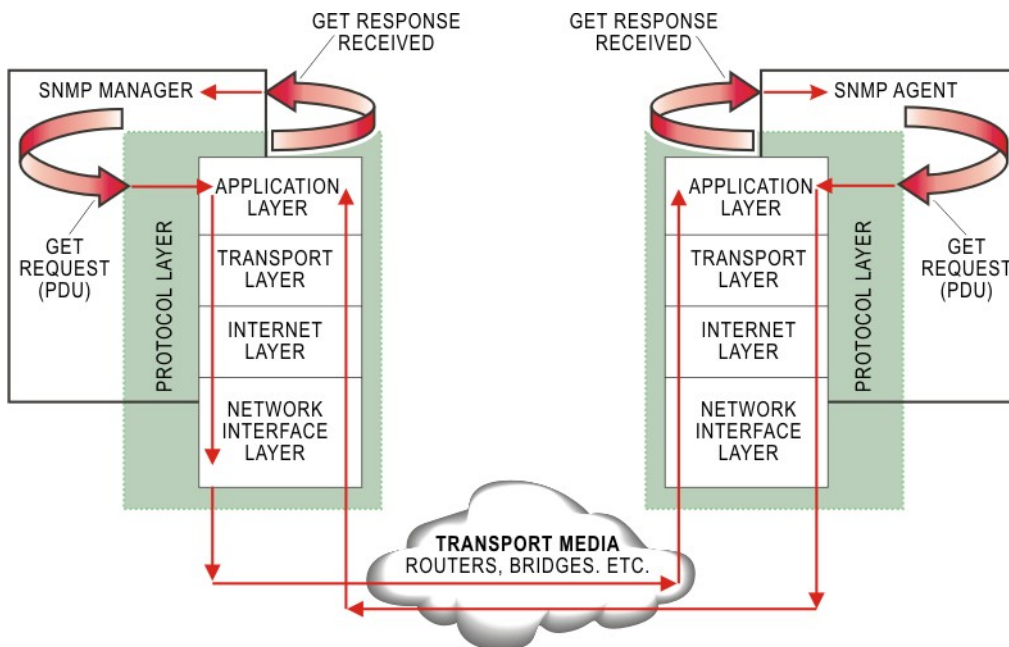 GET RESPONSE
RECEIVED
GET RESPONSE
RECEIVED
SNMP MANAGER
SNMP AGENT
GET
REQUEST
(PDU)
PROTOCOL LAYER
APPLICATION
LAYER
TRANSPORT
LAYER
INTERNET
LAYER
NETWORK
INTERFACE
LAYER
APPLICATION
LAYER
TRANSPORT
LAYER
INTERNET
LAYER
NETWORK
INTERFACE
LAYER
PROTOCOL LAYER
GET
REQUEST
(PDU)
TRANSPORT MEDIA
ROUTERS, BRIDGES. ETC.